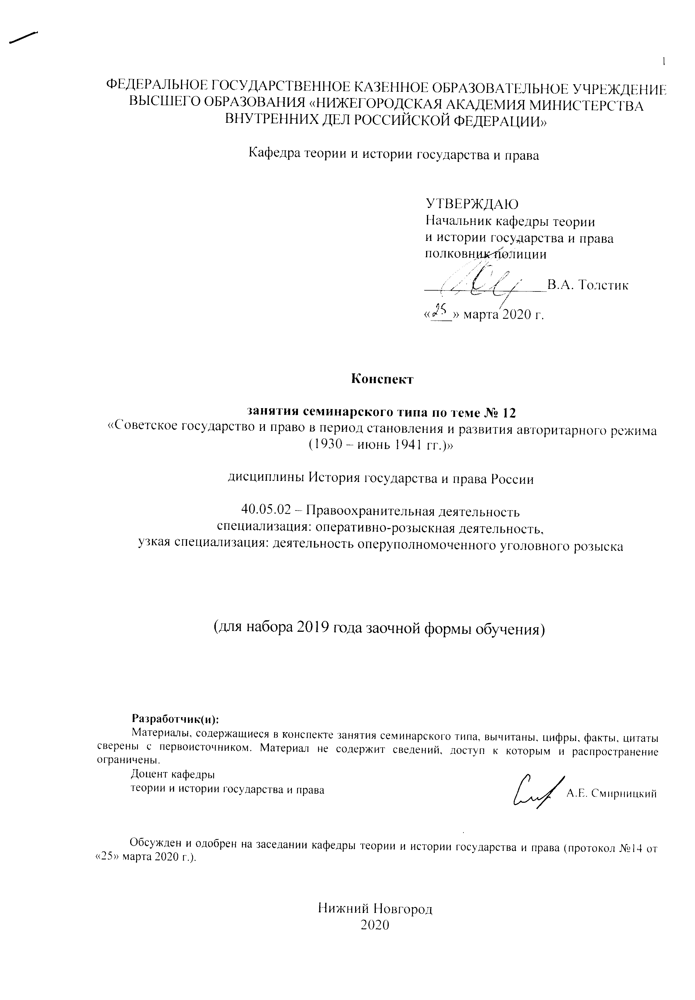 1
ФЕДЕРАЛЬНОЕ ГОСУДАРСТВЕННОЕ КАЗЕННОЕ ОБРАЗОВАТЕЛЬНОЕ УЧРЕЖДЕНИЕ
ВЫСШЕГО ОБРАЗОВАНИЯ «НИЖЕГОРОДСКАЯ АКАДЕМИЯ МИНИСТЕРСТВА
ВНУТРЕННИХ ДЕЛ РОССИЙСКОЙ ФЕДЕРАЦИИ»
Кафедра теории и истории государства и права
УТВЕРЖДАЮ
Начальник кафедры теории
и истории государства и права
полковник полиции
В.А. Толстик
«25» марта 2020 г.
Конспект
занятия семинарского типа по теме № 12
«Советское государство и право в период становления и развития авторитарного режима
(1930 – июнь 1941 гг.)»
дисциплины История государства и права России
40.05.02 – Правоохранительная деятельность
специализация: оперативно-розыскная деятельность,
узкая специализация: деятельность оперуполномоченного уголовного розыска
(для набора 2019 года заочной формы обучения)
Разработчик(и):
Материалы, содержащиеся в конспекте занятия семинарского типа, вычитаны, цифры, факты, цитаты
сверены с первоисточником. Материал не содержит сведений, доступ к которым и распространение
ограничены.
Доцент кафедры
теории и истории государства и права
А.Е. Смирницкий
Обсужден и одобрен на заседании кафедры теории и истории государства и права (протокол №14 от
«25» марта 2020 г.).
Нижний Новгород
2020